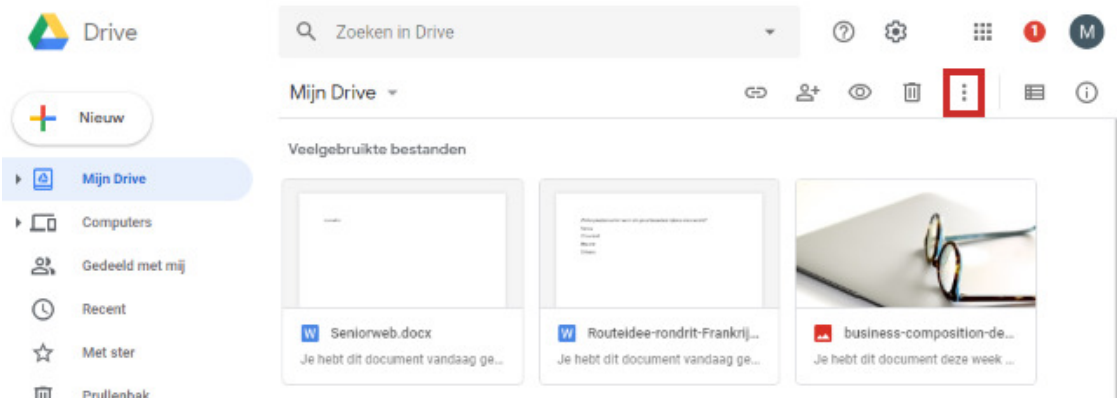 Drive
Zoeken in Drive
1
M
Mijn Drive
Nieuw
Veelgebruikte bestanden
Mijn Drive
Computers
Gedeeld met mij
Recent
Met ster
Prullenbak
W Seniorweb.docx
Je hebt dit document vandaag ge...
W Routeidee-rondrit-Frankrij...
Je hebt dit document vandaag ge...
business-composition-de...
Je hebt dit document deze week ...